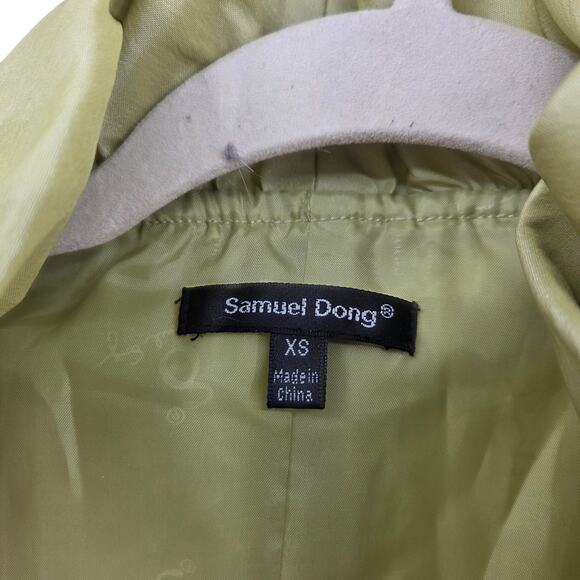 Samuel Dong®
XS
Made in
China